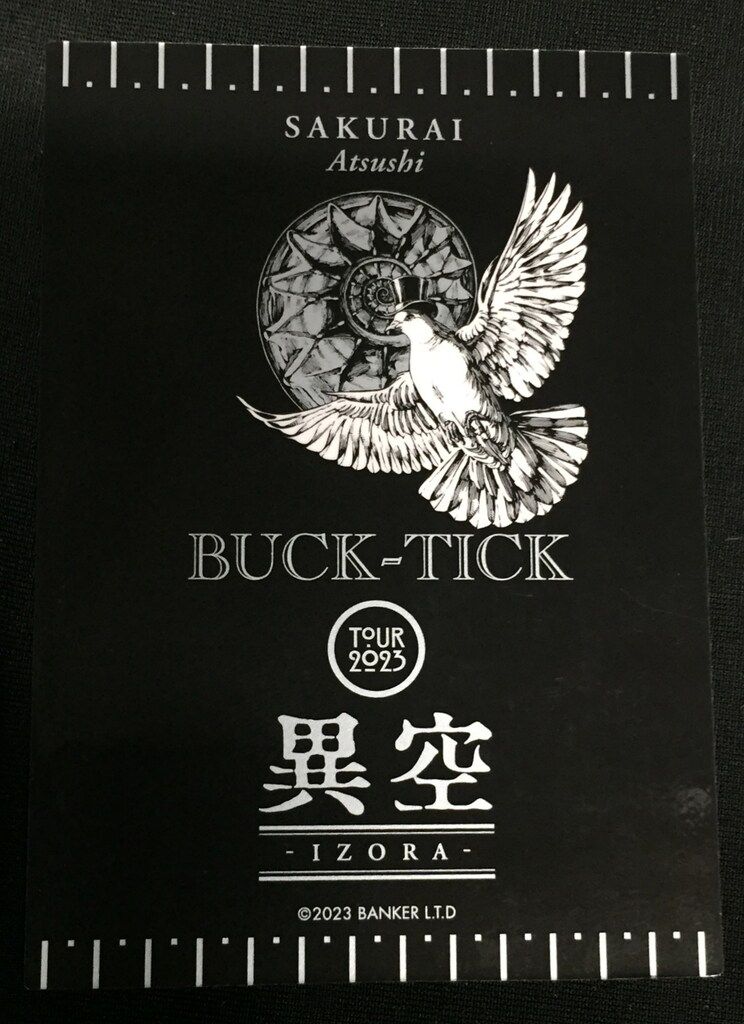 SAKURAI
Atsushi
BUCK-TICK
TOUR
2023
異空
-IZORA-
©2023 BANKER L.T.D